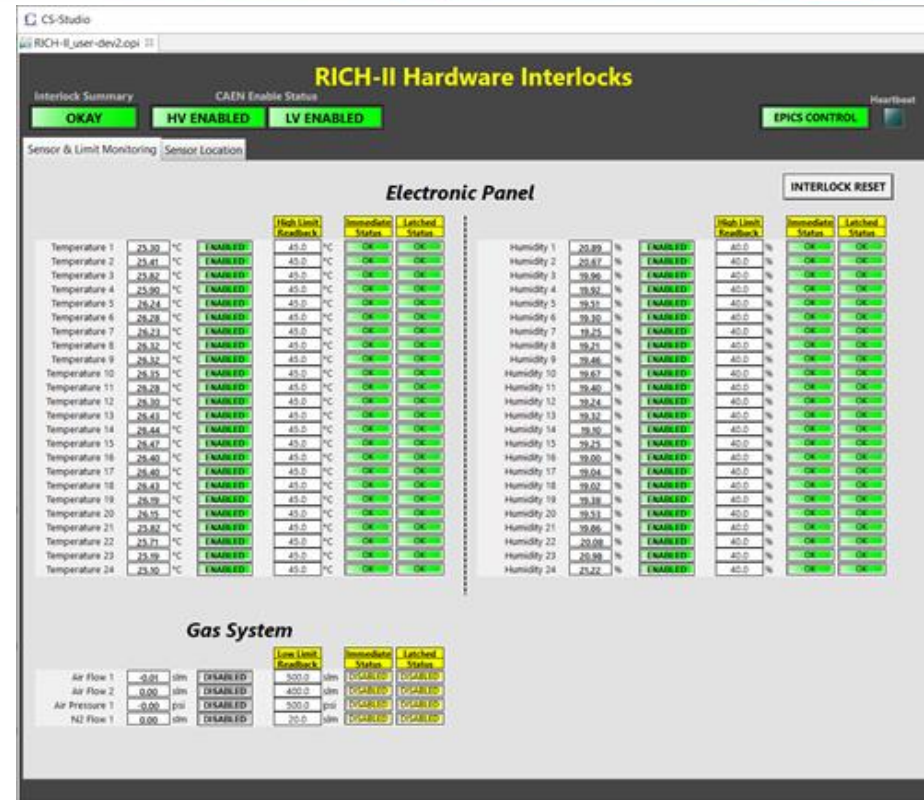 CS-Studio
RICH-II_user-dev2.opi
RICH-II Hardware Interlocks
Interlock Summary CAEN Enable Status Heartbeat
OKAY HV ENABLED LV ENABLED EPICS CONTROL
Sensor & Limit Monitoring Sensor Location
INTERLOCK RESET
Electronic Panel
High Limit Immediate Latched High Limit Immediate Latched
Readback Status Status Readback Status Status
Temperature 1 25.30 °C ENABLED 45.0 °C OK OK Humidity 1 20.89 % ENABLED 40.0 % OK OK
Temperature 2 25.41 °C ENABLED 45.0 °C OK OK Humidity 2 20.67 % ENABLED 40.0 % OK OK
Temperature 3 25.82 °C ENABLED 45.0 °C OK OK Humidity 3 19.96 % ENABLED 40.0 % OK OK
Temperature 4 25.90 °C ENABLED 45.0 °C OK OK Humidity 4 19.92 % ENABLED 40.0 % OK OK
Temperature 5 26.24 °C ENABLED 45.0 °C OK OK Humidity 5 19.51 % ENABLED 40.0 % OK OK
Temperature 6 26.28 °C ENABLED 45.0 °C OK OK Humidity 6 19.30 % ENABLED 40.0 % OK OK
Temperature 7 26.23 °C ENABLED 45.0 °C OK OK Humidity 7 19.25 % ENABLED 40.0 % OK OK
Temperature 8 26.32 °C ENABLED 45.0 °C OK OK Humidity 8 19.21 % ENABLED 40.0 % OK OK
Temperature 9 26.32 °C ENABLED 45.0 °C OK OK Humidity 9 19.46 % ENABLED 40.0 % OK OK
Temperature 10 26.35 °C ENABLED 45.0 °C OK OK Humidity 10 19.67 % ENABLED 40.0 % OK OK
Temperature 11 26.28 °C ENABLED 45.0 °C OK OK Humidity 11 19.40 % ENABLED 40.0 % OK OK
Temperature 12 26.30 °C ENABLED 45.0 °C OK OK Humidity 12 19.24 % ENABLED 40.0 % OK OK
Temperature 13 26.43 °C ENABLED 45.0 °C OK OK Humidity 13 19.32 % ENABLED 40.0 % OK OK
Temperature 14 26.44 °C ENABLED 45.0 °C OK OK Humidity 14 19.10 % ENABLED 40.0 % OK OK
Temperature 15 26.47 °C ENABLED 45.0 °C OK OK Humidity 15 19.25 % ENABLED 40.0 % OK OK
Temperature 16 26.40 °C ENABLED 45.0 °C OK OK Humidity 16 19.00 % ENABLED 40.0 % OK OK
Temperature 17 26.40 °C ENABLED 45.0 °C OK OK Humidity 17 19.04 % ENABLED 40.0 % OK OK
Temperature 18 26.43 °C ENABLED 45.0 °C OK OK Humidity 18 19.02 % ENABLED 40.0 % OK OK
Temperature 19 26.19 °C ENABLED 45.0 °C OK OK Humidity 19 19.38 % ENABLED 40.0 % OK OK
Temperature 20 26.15 °C ENABLED 45.0 °C OK OK Humidity 20 19.53 % ENABLED 40.0 % OK OK
Temperature 21 25.82 °C ENABLED 45.0 °C OK OK Humidity 21 19.86 % ENABLED 40.0 % OK OK
Temperature 22 25.71 °C ENABLED 45.0 °C OK OK Humidity 22 20.08 % ENABLED 40.0 % OK OK
Temperature 23 25.19 °C ENABLED 45.0 °C OK OK Humidity 23 20.98 % ENABLED 40.0 % OK OK
Temperature 24 25.10 °C ENABLED 45.0 °C OK OK Humidity 24 21.22 % ENABLED 40.0 % OK OK
Gas System
Low Limit Immediate Latched
Readback Status Status
Air Flow 1 -0.01 slm DISABLED 500.0 slm DISABLED DISABLED
Air Flow 2 0.00 slm DISABLED 400.0 slm DISABLED DISABLED
Air Pressure 1 -0.00 psi DISABLED 500.0 psi DISABLED DISABLED
N2 Flow 1 0.00 slm DISABLED 20.0 slm DISABLED DISABLED